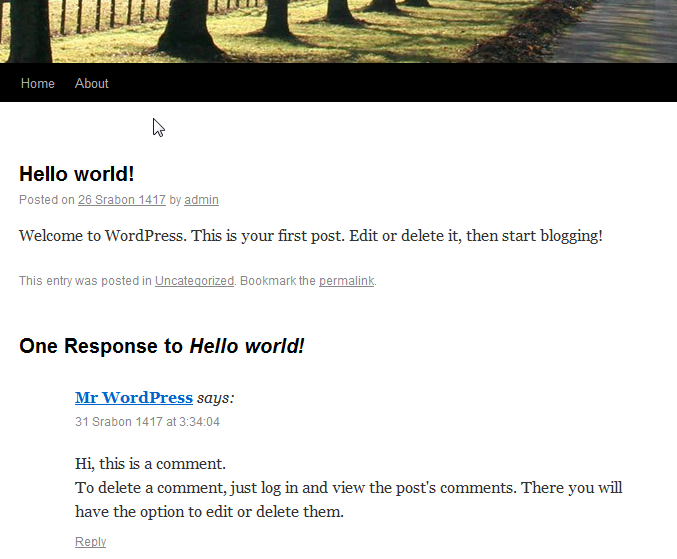 Home About
Hello world!
Posted on 26 Srabon 1417 by admin
Welcome to WordPress. This is your first post. Edit or delete it, then start blogging!
This entry was posted in Uncategorized. Bookmark the permalink.
One Response to Hello world!
Mr WordPress says:
31 Srabon 1417 at 3:34:04
Hi, this is a comment.
To delete a comment, just log in and view the post's comments. There you will
have the option to edit or delete them.
Reply